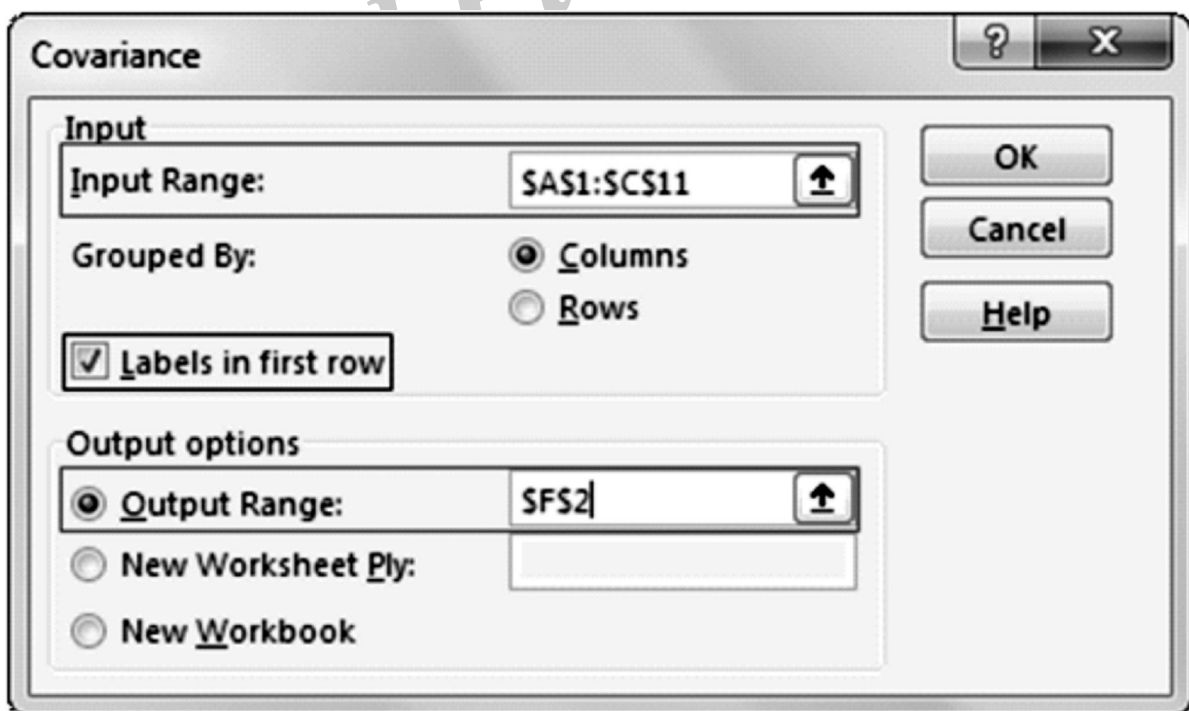 Covariance
Input
Input Range: $A$1:$C$11
Grouped By: Columns
Rows
Labels in first row
Output options
Output Range: $F$2
New Worksheet Ply:
New Workbook
OK
Cancel
Help